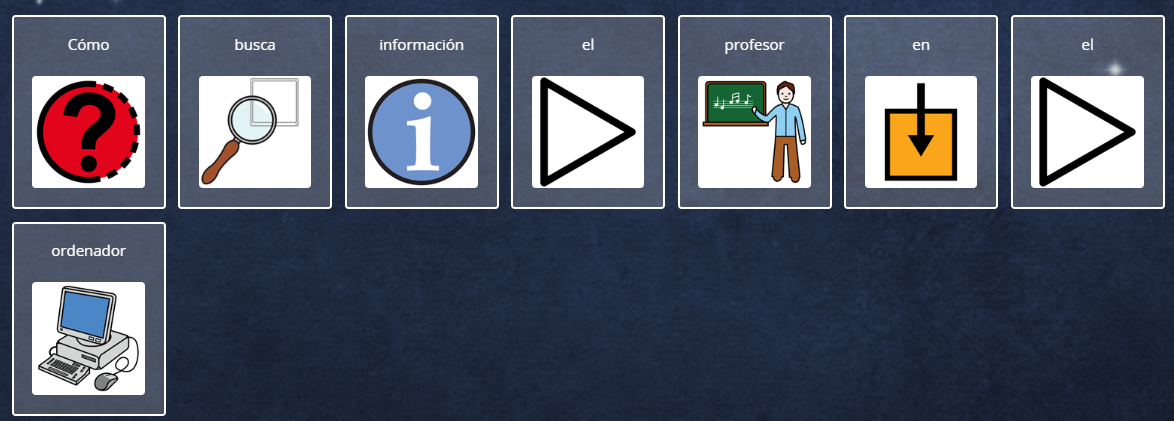 Cómo busca información el profesor en el
ordenador